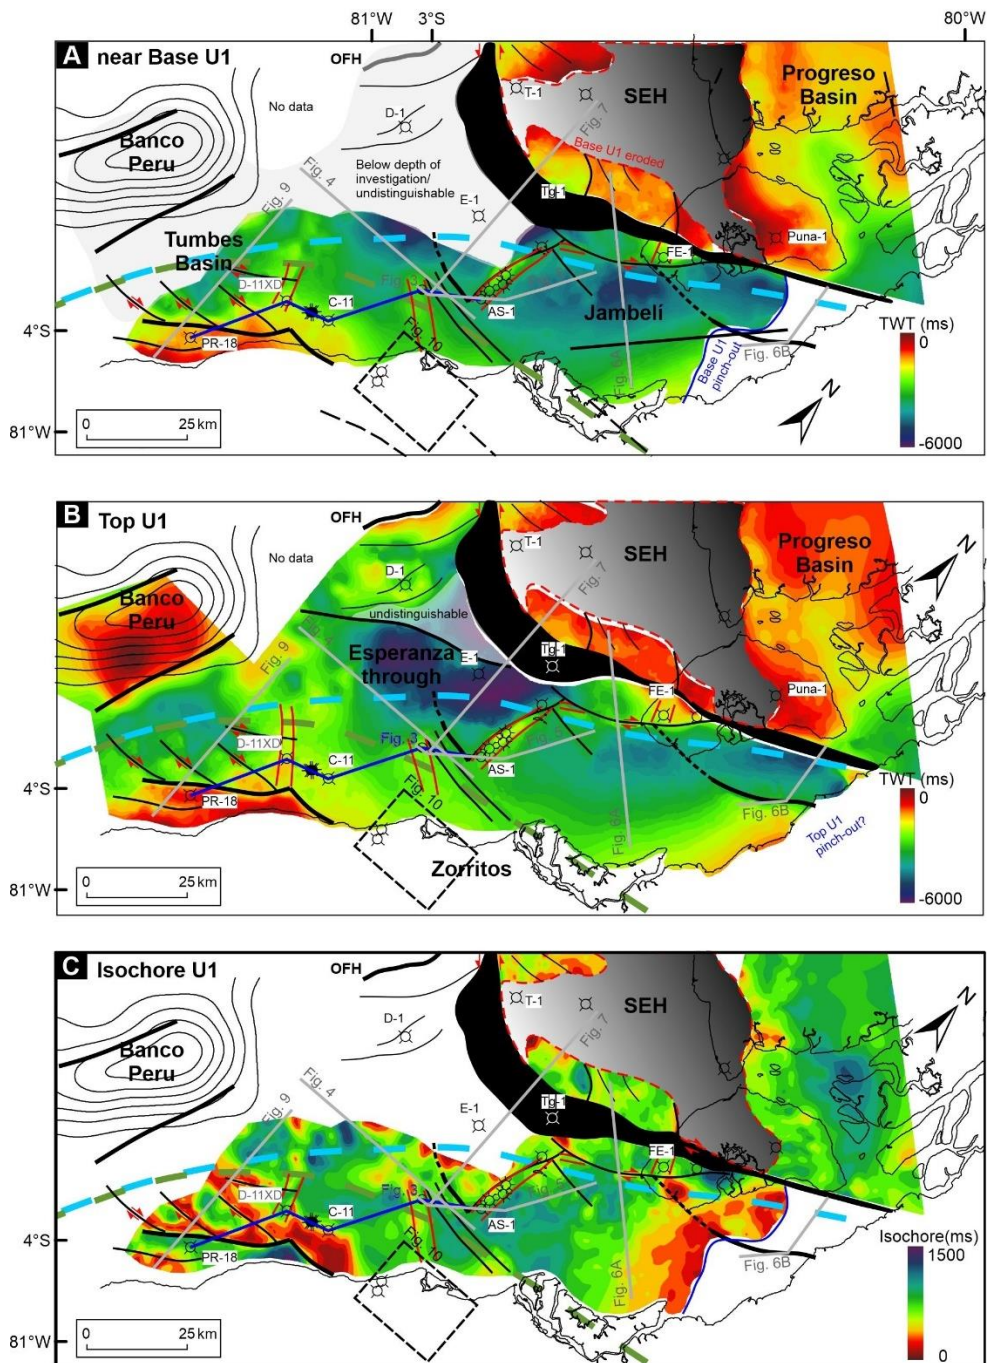 81°W 3°S 80°W
A near Base U1
OFH
No data
Banco
Peru
D-1
T-1
SEH
Progreso
Basin
Fig. 7
Base U1 eroded
Below depth of
investigation/
undistinguishable
Fig. 4
Fig. 9
E-1
Tg-1
Puna-1
Tumbes
Basin
FE-1
D-11XD
Fig. 3
C-11
AS-1
Jambelí
4°S
PR-18
Fig. 10
Fig. 6A
Base U1
pinch-out
Fig. 6B
TWT (ms)
0
-6000
N
81°W
0 25 km
B Top U1
OFH
No data
Banco
Peru
D-1
T-1
SEH
Progreso
Basin
Fig. 7
undistinguishable
Fig. 4
Fig. 9
Esperanza
through
E-1
Tg-1
FE-1
Puna-1
D-11XD
Fig. 3
C-11
AS-1
4°S
PR-18
Fig. 10
Fig. 6A
Fig. 6B
Zorritos
Top U1
pinch-out?
TWT (ms)
0
-6000
N
81°W
0 25 km
C Isochore U1
OFH
Banco
Peru
D-1
T-1
SEH
Fig. 7
Fig. 4
Fig. 9
E-1
Tg-1
FE-1
D-11XD
Fig. 3
C-11
AS-1
4°S
PR-18
Fig. 10
Fig. 6A
Fig. 6B
Isochore(ms)
1500
0
N
81°W
0 25 km